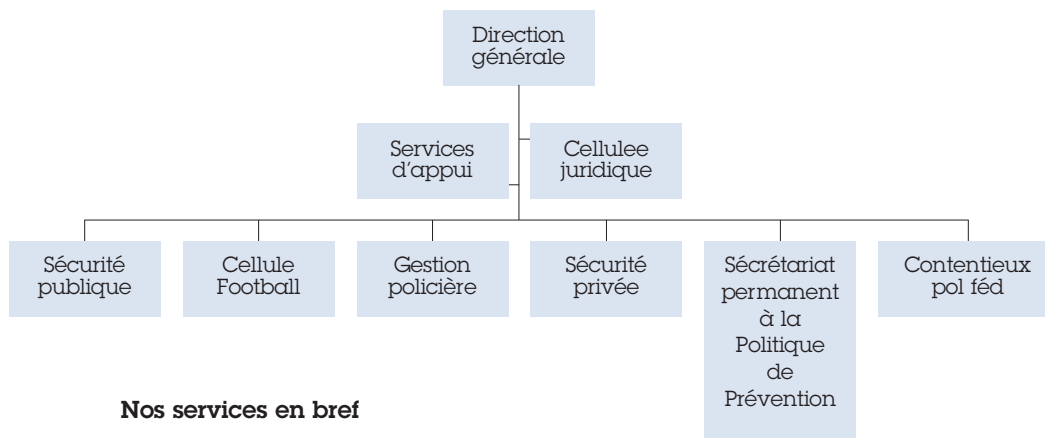 Direction
générale
Services
d'appui
Cellulee
juridique
Sécurité
publique
Cellule
Football
Gestion
policière
Sécurité
privée
Sécrétariat
permanent
à la
Politique
de
Prévention
Contentieux
pol féd
Nos services en bref